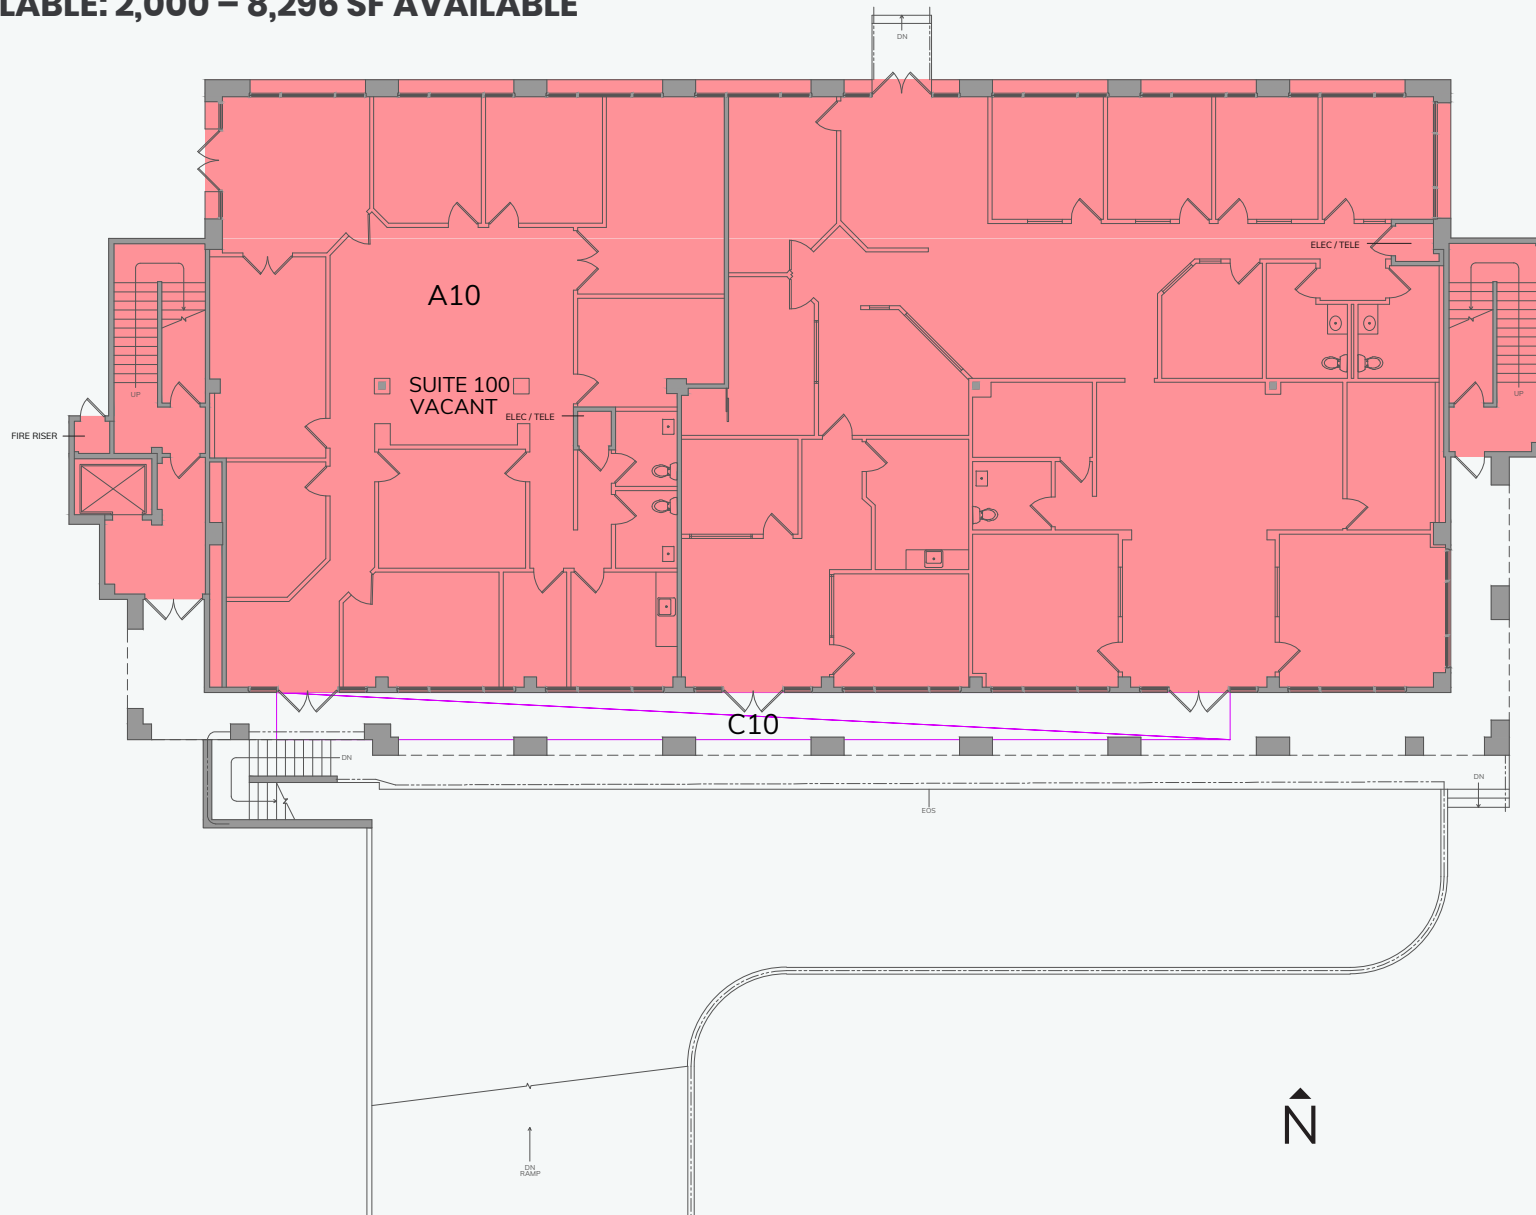 LABLE: 2,000 – 8,296 SF AVAILABLE
DN
ELEC / TELE
A10
SUITE 100
VACANT
ELEC / TELE
UP
UP
FIRE RISER
C10
DN
DN
EOS
N
DN
RAMP